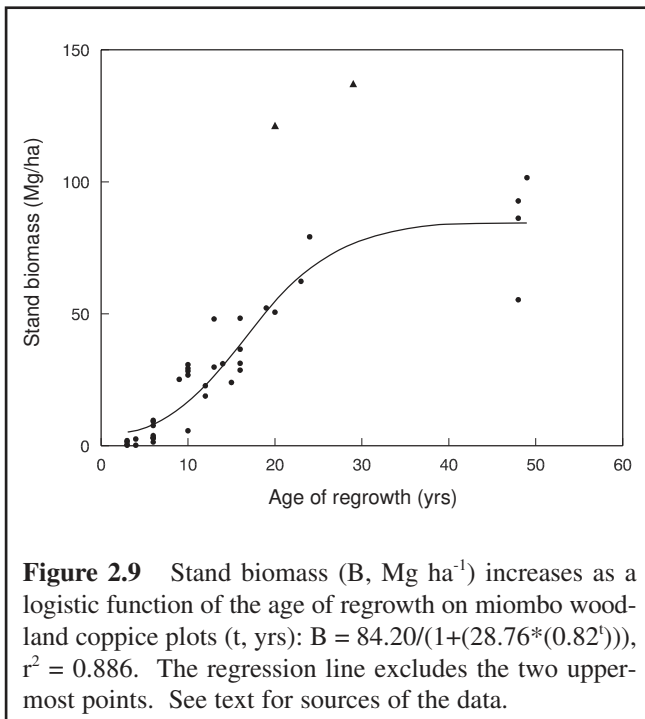 150
100
50
0
Stand biomass (Mg/ha)
0 10 20 30 40 50 60
Age of regrowth (yrs)
Figure 2.9 Stand biomass (B, Mg ha⁻¹) increases as a
logistic function of the age of regrowth on miombo wood-
land coppice plots (t, yrs): B = 84.20/(1+(28.76*(0.82ᵗ))),
r² = 0.886. The regression line excludes the two upper-
most points. See text for sources of the data.